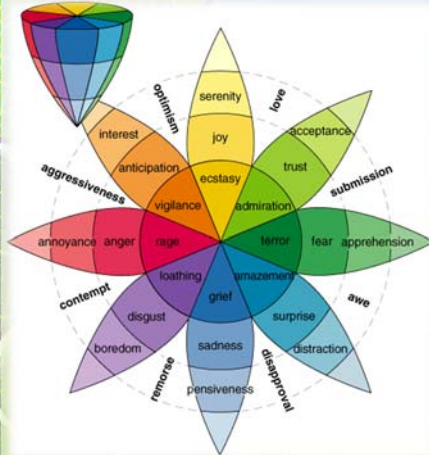 serenity
joy
ecstasy
love
acceptance
trust
admiration
submission
terror
fear
apprehension
awe
amazement
surprise
distraction
disapproval
grief
sadness
pensiveness
remorse
loathing
disgust
boredom
contempt
rage
anger
annoyance
aggressiveness
vigilance
anticipation
interest
optimism